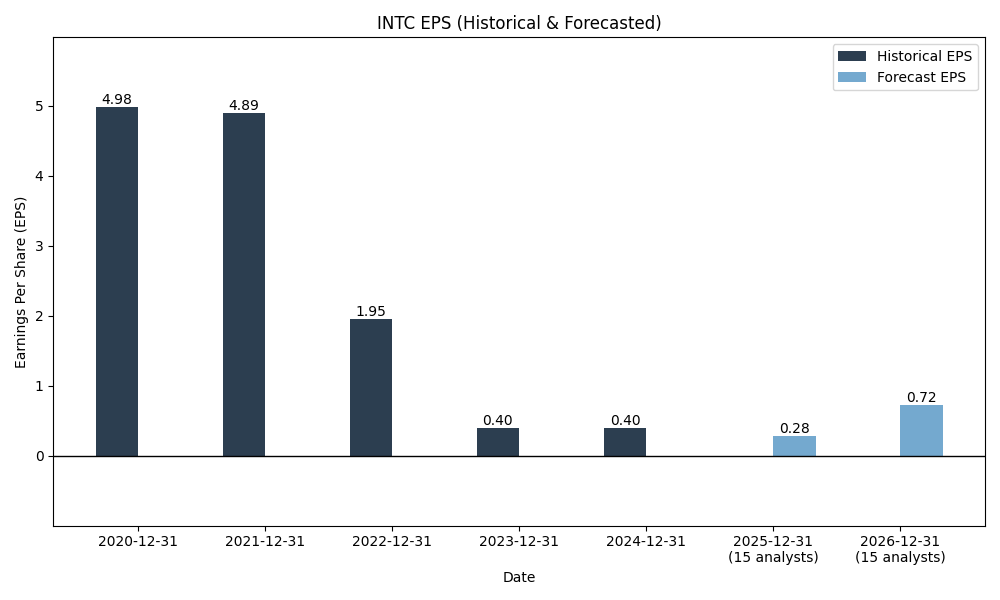 INTC EPS (Historical & Forecasted)
Historical EPS
Forecast EPS
Earnings Per Share (EPS)
5
4
3
2
1
0
4.98
4.89
1.95
0.40
0.40
0.28
0.72
2020-12-31
2021-12-31
2022-12-31
2023-12-31
2024-12-31
2025-12-31
(15 analysts)
2026-12-31
(15 analysts)
Date